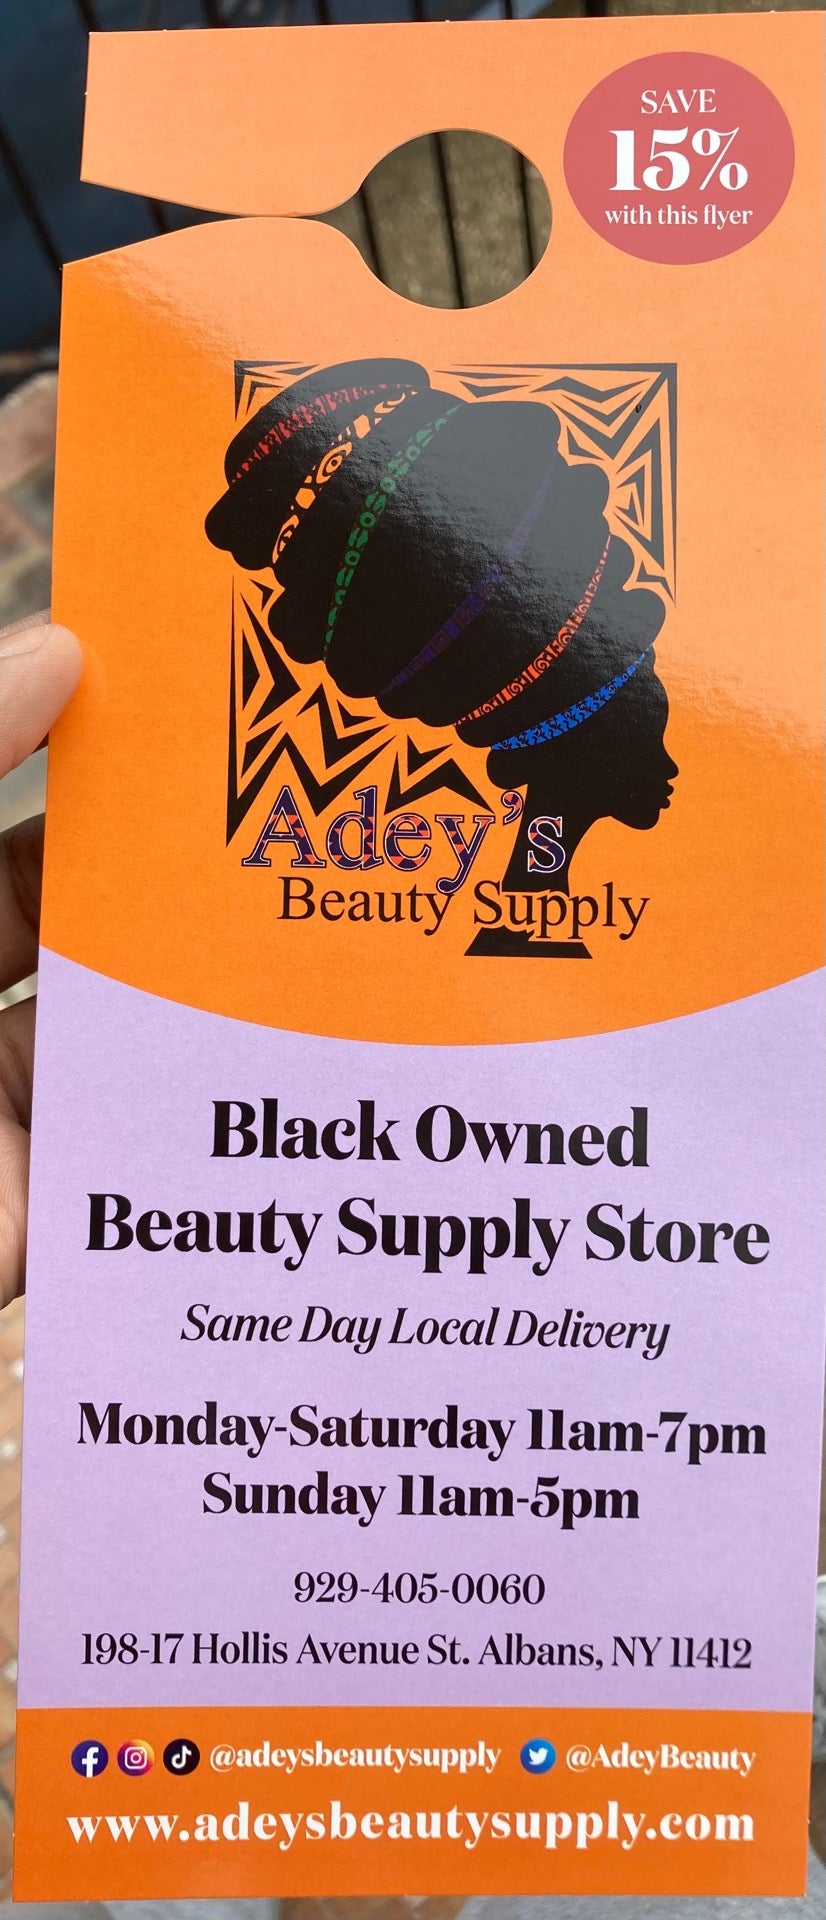 SAVE
15%
with this flyer
Adey's
Beauty Supply
Black Owned
Beauty Supply Store
Same Day Local Delivery
Monday-Saturday 11am-7pm
Sunday 11am-5pm
929-405-0060
198-17 Hollis Avenue St. Albans, NY 11412
@adeysbeautysupply @AdeyBeauty
www.adeysbeautysupply.com